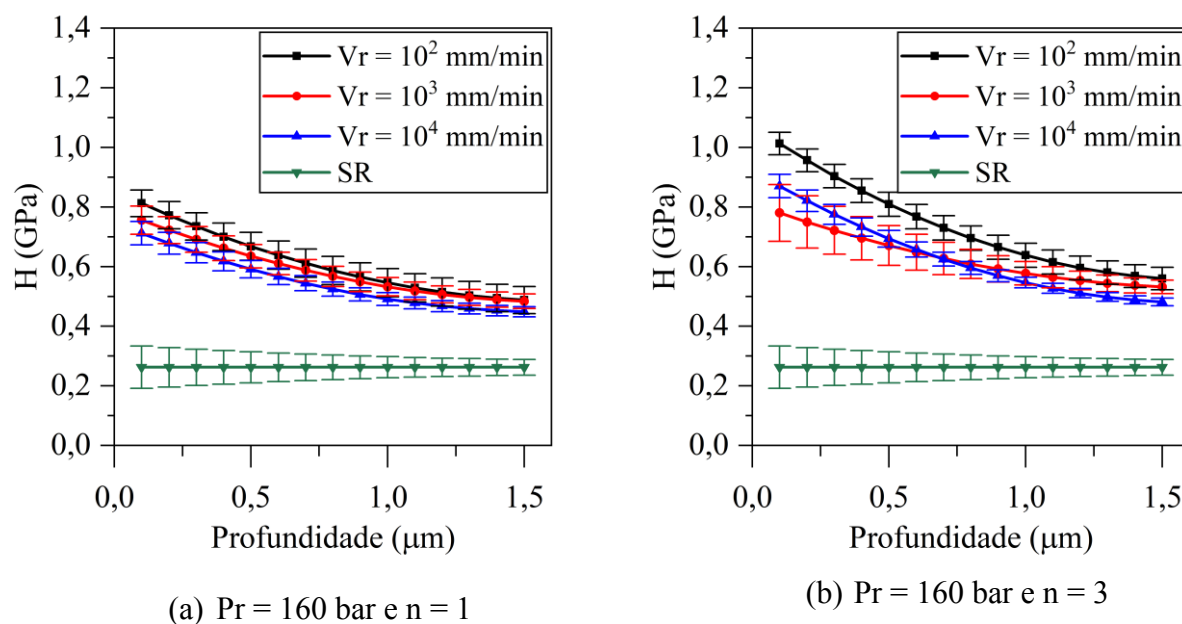 1,4
1,2
1,0
0,8
0,6
0,4
0,2
0,0
H (GPa)
Vr = 10² mm/min
Vr = 10³ mm/min
Vr = 10⁴ mm/min
SR
0,0 0,5 1,0 1,5
Profundidade (μm)
(a) Pr = 160 bar e n = 1
1,4
1,2
1,0
0,8
0,6
0,4
0,2
0,0
H (GPa)
Vr = 10² mm/min
Vr = 10³ mm/min
Vr = 10⁴ mm/min
SR
0,0 0,5 1,0 1,5
Profundidade (μm)
(b) Pr = 160 bar e n = 3